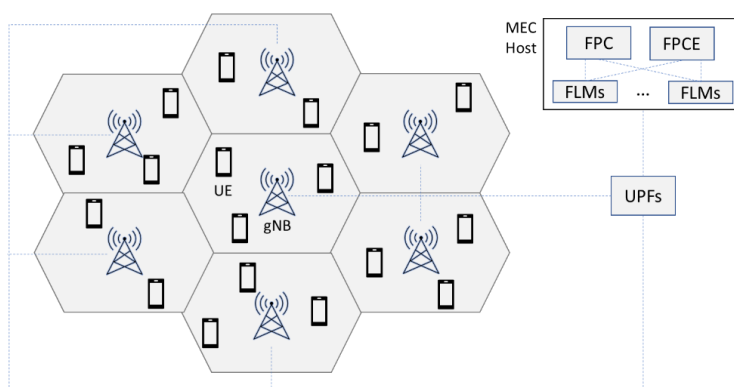 MEC
Host
FPC FPCE
FLMs ... FLMs
UE
gNB
UPFs